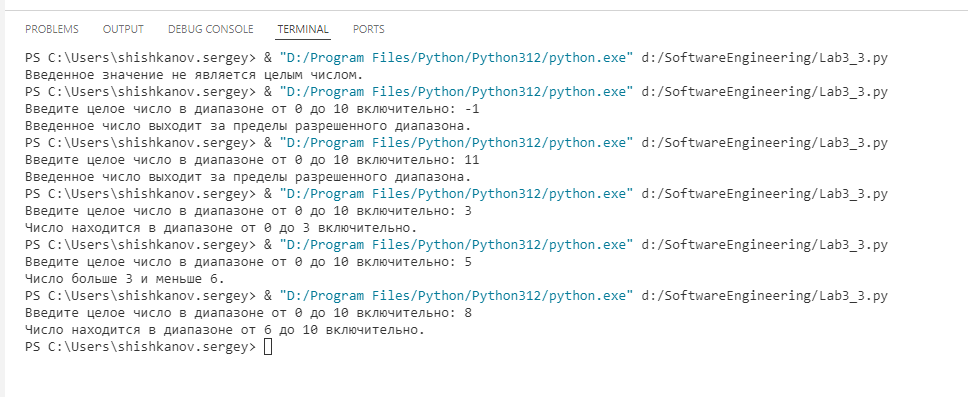 PROBLEMS OUTPUT DEBUG CONSOLE TERMINAL PORTS
PS C:\Users\shishkanov.sergey> & "D:/Program Files/Python/Python312/python.exe" d:/SoftwareEngineering/Lab3_3.py
Введенное значение не является целым числом.
PS C:\Users\shishkanov.sergey> & "D:/Program Files/Python/Python312/python.exe" d:/SoftwareEngineering/Lab3_3.py
Введите целое число в диапазоне от 0 до 10 включительно: -1
Введенное число выходит за пределы разрешенного диапазона.
PS C:\Users\shishkanov.sergey> & "D:/Program Files/Python/Python312/python.exe" d:/SoftwareEngineering/Lab3_3.py
Введите целое число в диапазоне от 0 до 10 включительно: 11
Введенное число выходит за пределы разрешенного диапазона.
PS C:\Users\shishkanov.sergey> & "D:/Program Files/Python/Python312/python.exe" d:/SoftwareEngineering/Lab3_3.py
Введите целое число в диапазоне от 0 до 10 включительно: 3
Число находится в диапазоне от 0 до 3 включительно.
PS C:\Users\shishkanov.sergey> & "D:/Program Files/Python/Python312/python.exe" d:/SoftwareEngineering/Lab3_3.py
Введите целое число в диапазоне от 0 до 10 включительно: 5
Число больше 3 и меньше 6.
PS C:\Users\shishkanov.sergey> & "D:/Program Files/Python/Python312/python.exe" d:/SoftwareEngineering/Lab3_3.py
Введите целое число в диапазоне от 0 до 10 включительно: 8
Число находится в диапазоне от 6 до 10 включительно.
PS C:\Users\shishkanov.sergey>